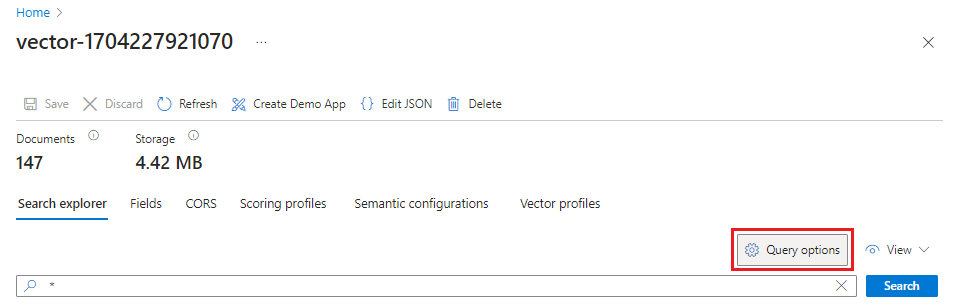 Home >
vector-1704227921070 ...
Save Discard Refresh Create Demo App {} Edit JSON Delete
Documents Storage
147 4.42 MB
Search explorer Fields CORS Scoring profiles Semantic configurations Vector profiles
Query options View
* Search